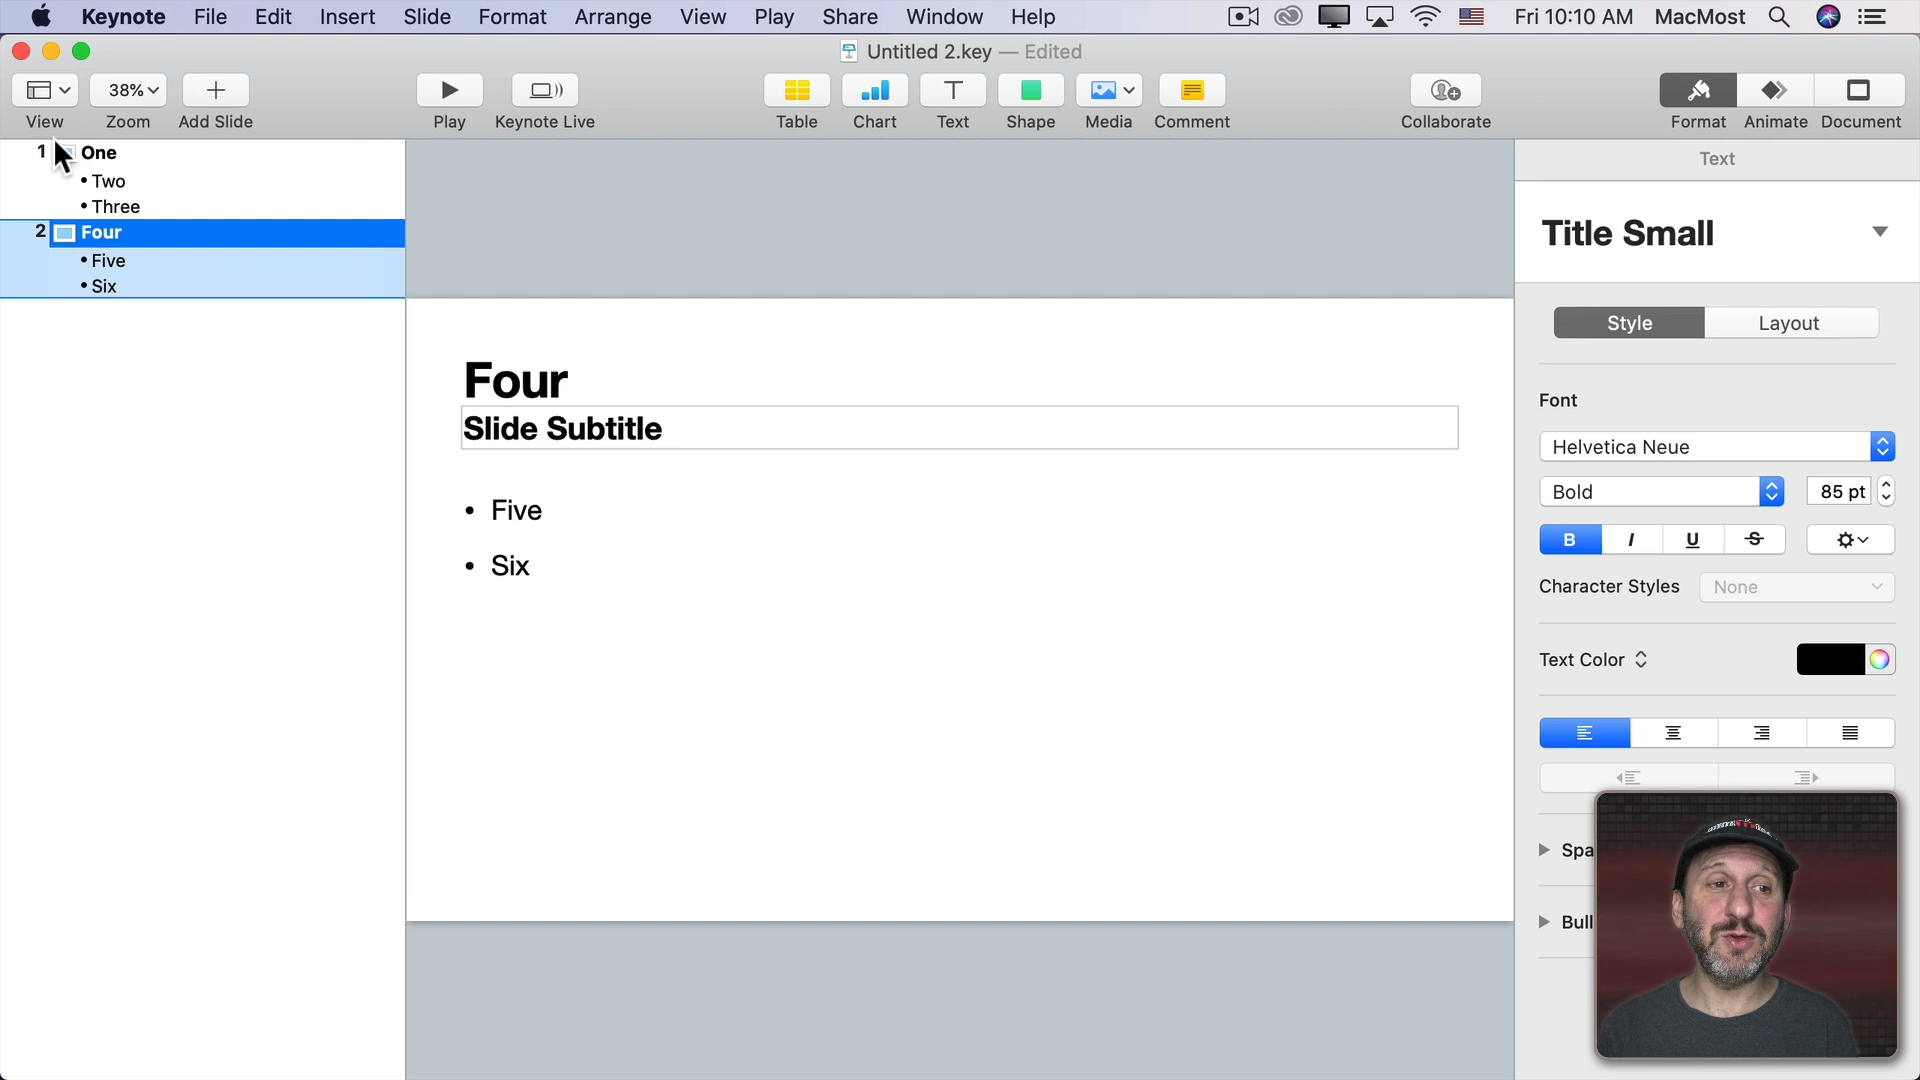 Keynote File Edit Insert Slide Format Arrange View Play Share Window Help Fri 10:10 AM MacMost
Untitled 2.key — Edited
38%
View Zoom Add Slide Play Keynote Live Table Chart Text Shape Media Comment Collaborate Format Animate Document
1 One
• Two
• Three
2 Four
• Five
• Six
Four
Slide Subtitle
• Five
• Six
Text
Title Small
Style Layout
Font
Helvetica Neue
Bold 85 pt
B I U S
Character Styles None
Text Color
Spa
Bull